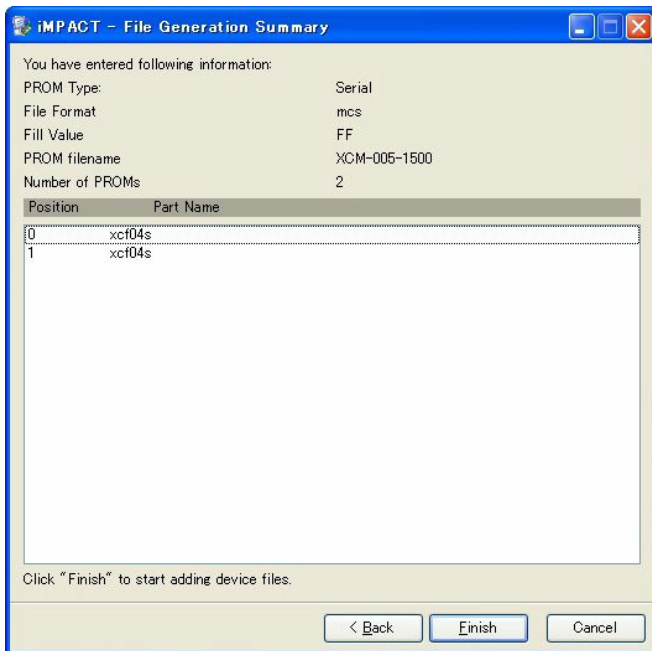 iMPACT - File Generation Summary
You have entered following information:
PROM Type: Serial
File Format mcs
Fill Value FF
PROM filename XCM-005-1500
Number of PROMs 2
Position Part Name
0 xcf04s
1 xcf04s
Click "Finish" to start adding device files.
< Back Finish Cancel